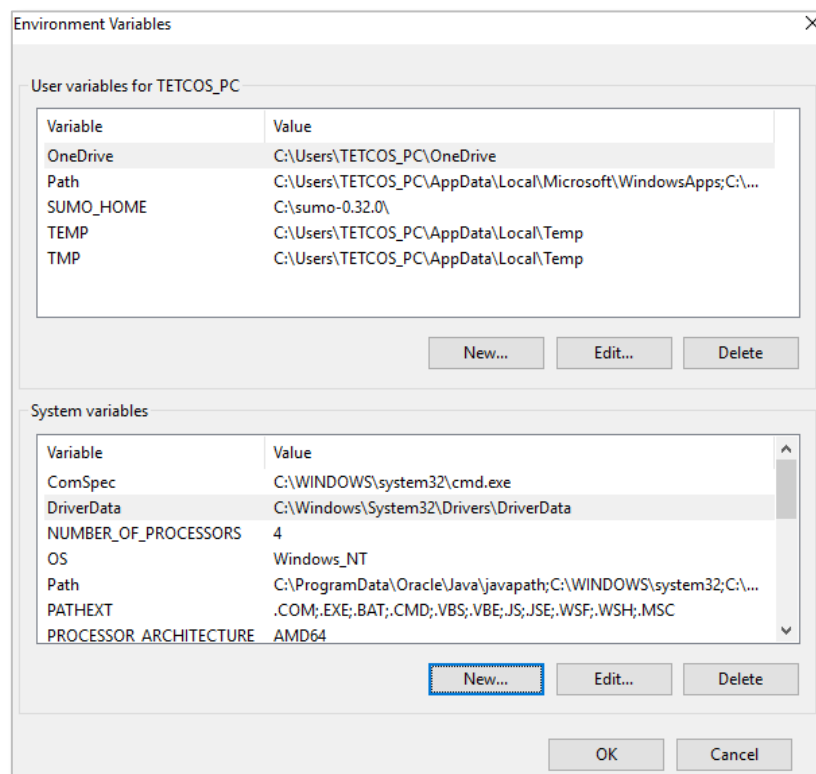 Environment Variables
User variables for TETCOS_PC
Variable Value
OneDrive C:\Users\TETCOS_PC\OneDrive
Path C:\Users\TETCOS_PC\AppData\Local\Microsoft\WindowsApps;C:\...
SUMO_HOME C:\sumo-0.32.0\
TEMP C:\Users\TETCOS_PC\AppData\Local\Temp
TMP C:\Users\TETCOS_PC\AppData\Local\Temp
New... Edit... Delete
System variables
Variable Value
ComSpec C:\WINDOWS\system32\cmd.exe
DriverData C:\Windows\System32\Drivers\DriverData
NUMBER_OF_PROCESSORS 4
OS Windows_NT
Path C:\ProgramData\Oracle\Java\javapath;C:\WINDOWS\system32;C:\...
PATHEXT .COM;.EXE;.BAT;.CMD;.VBS;.VBE;.JS;.JSE;.WSF;.WSH;.MSC
PROCESSOR_ARCHITECTURE AMD64
New... Edit... Delete
OK Cancel